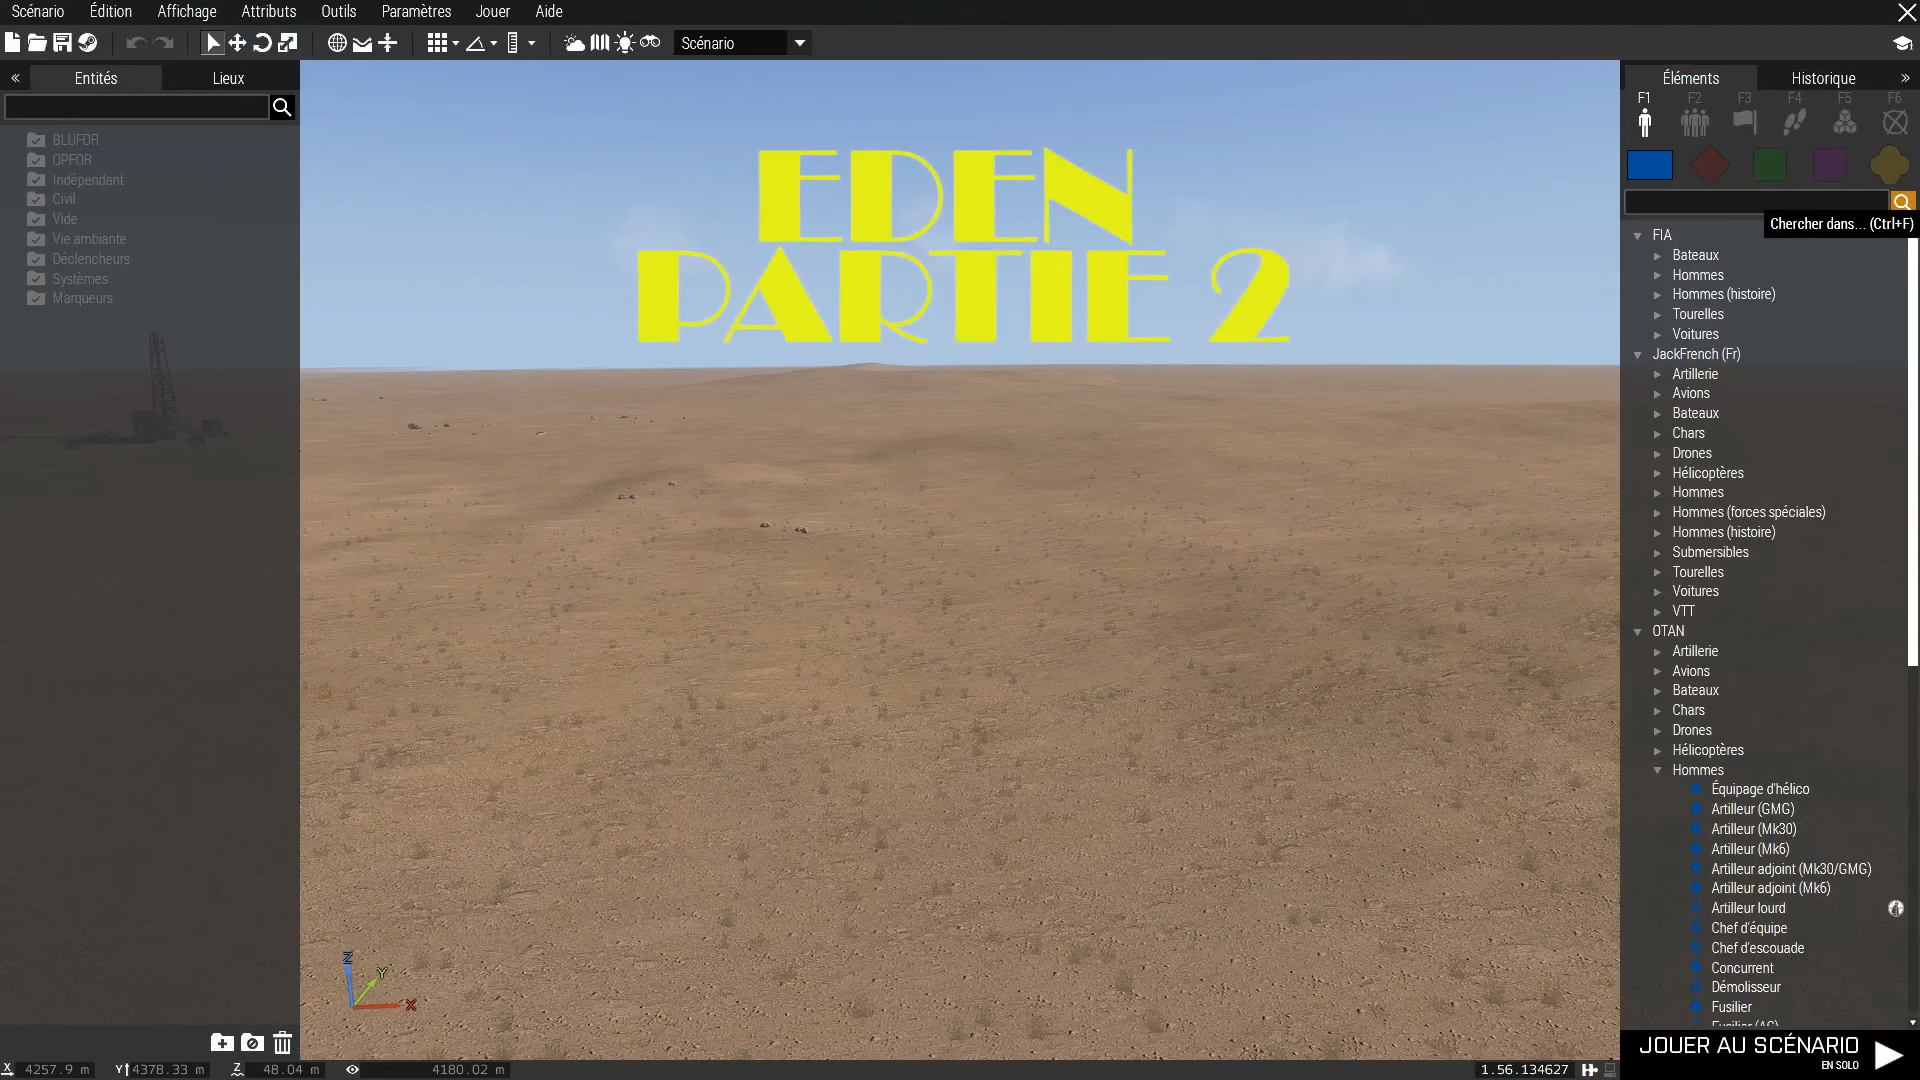 Scénario Édition Affichage Attributs Outils Paramètres Jouer Aide
Scénario
« Entités Lieux
Éléments Historique »
F1 F2 F3 F4 F5 F6
Chercher dans... (Ctrl+F)
BLUFOR
OPFOR
Indépendant
Civil
Vide
Vie ambiante
Déclencheurs
Systèmes
Marqueurs
EDEN
PARTIE 2
FIA
Bateaux
Hommes
Hommes (histoire)
Tourelles
Voitures
JackFrench (Fr)
Artillerie
Avions
Bateaux
Chars
Drones
Hélicoptères
Hommes
Hommes (forces spéciales)
Hommes (histoire)
Submersibles
Tourelles
Voitures
VTT
OTAN
Artillerie
Avions
Bateaux
Chars
Drones
Hélicoptères
Hommes
Équipage d'hélico
Artilleur (GMG)
Artilleur (Mk30)
Artilleur (Mk6)
Artilleur adjoint (Mk30/GMG)
Artilleur adjoint (Mk6)
Artilleur lourd
Chef d'équipe
Chef d'escouade
Concurrent
Démolisseur
Fusilier
Fusilier (AC)
Z
Y
X
JOUER AU SCÉNARIO
EN SOLO
X 4257.9 m Y 4378.33 m Z 48.04 m 4180.02 m 1.56.134627